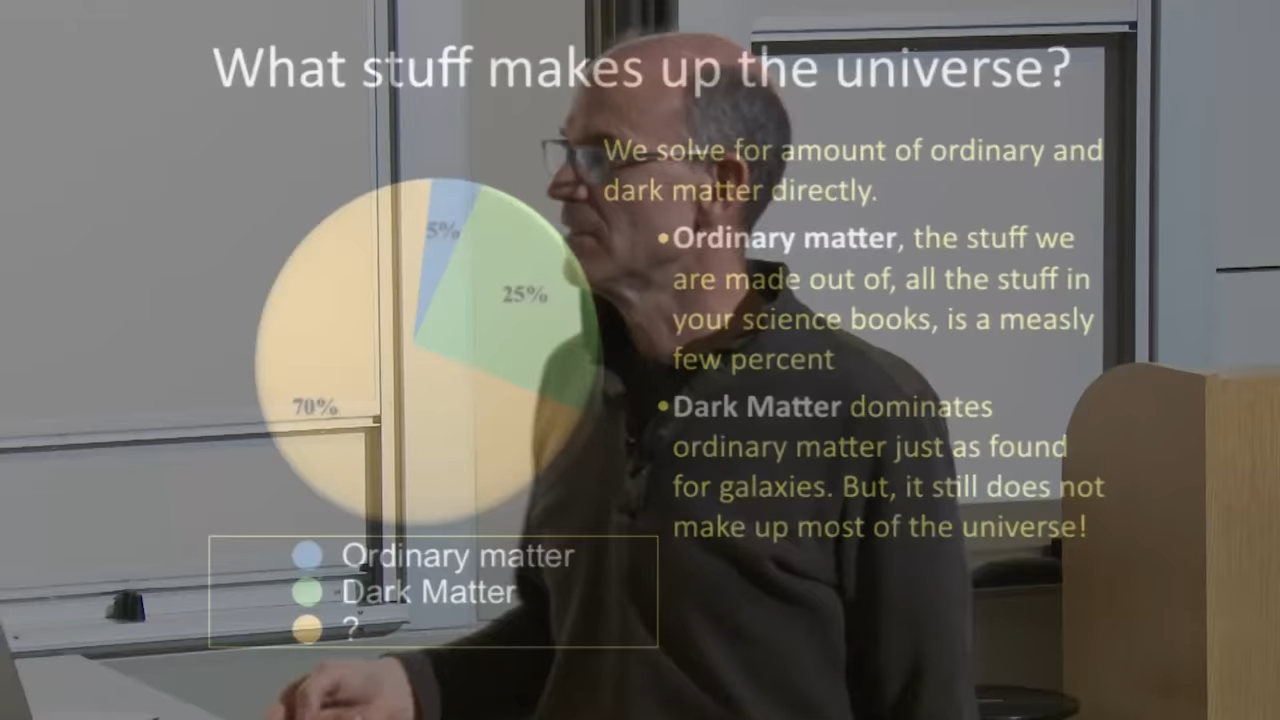 What stuff makes up the universe?
We solve for amount of ordinary and
dark matter directly.
•Ordinary matter, the stuff we
are made out of, all the stuff in
your science books, is a measly
few percent
•Dark Matter dominates
ordinary matter just as found
for galaxies. But, it still does not
make up most of the universe!
5%
25%
70%
Ordinary matter
Dark Matter
?